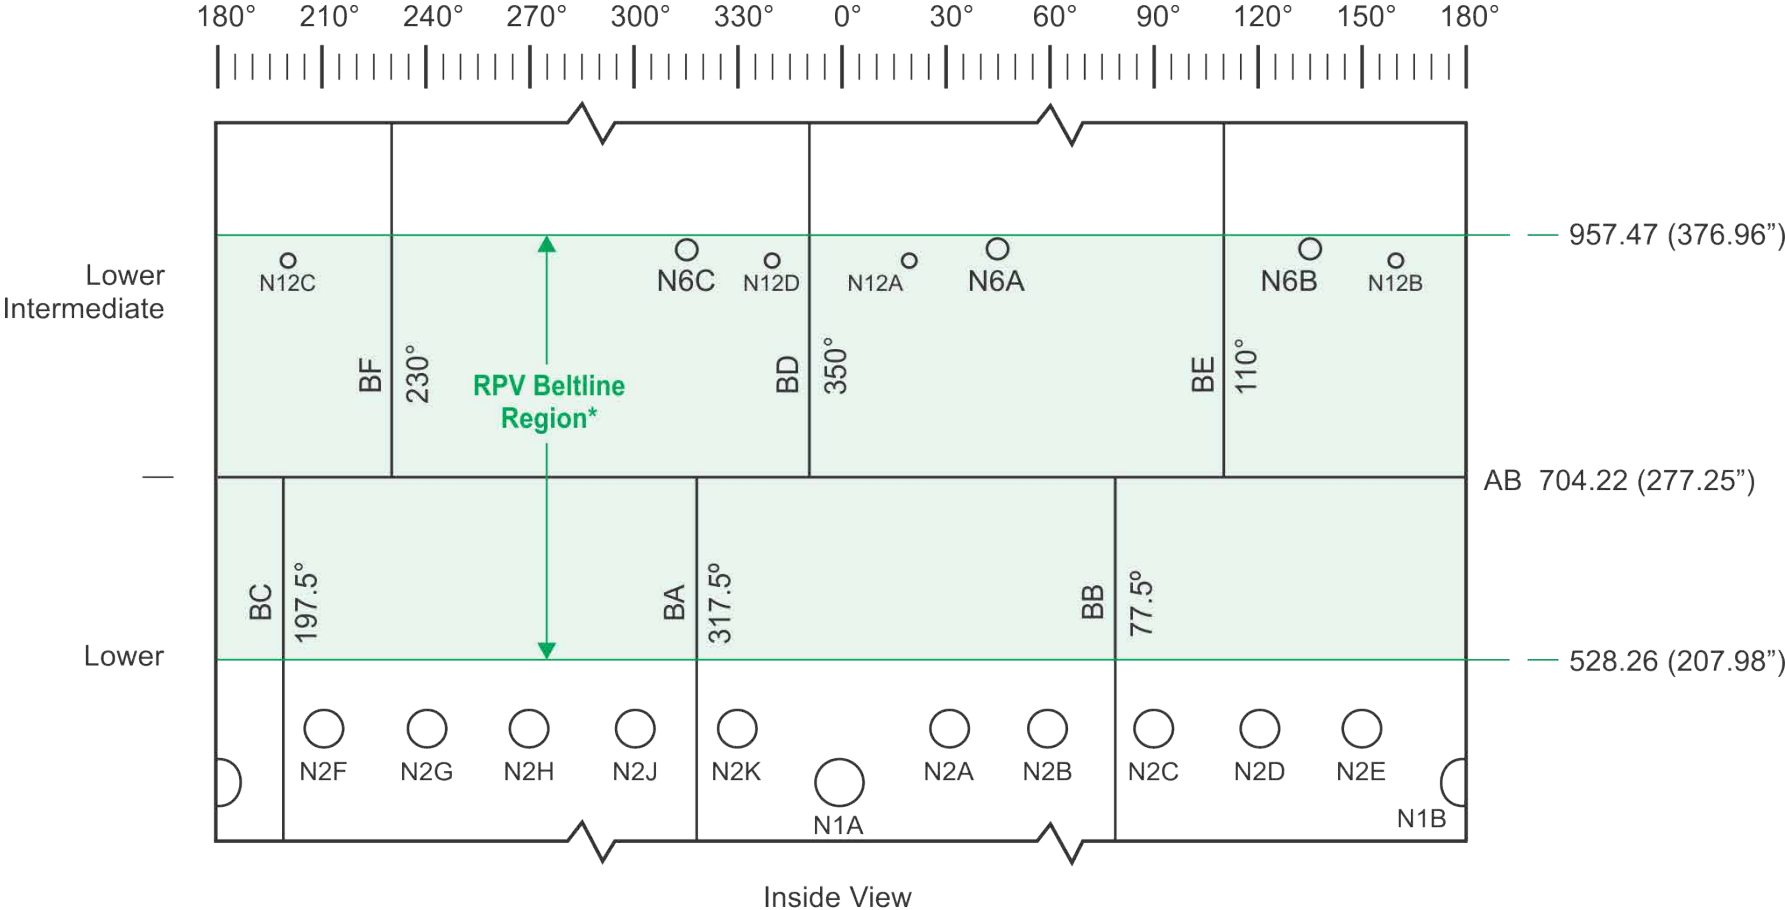 180° 210° 240° 270° 300° 330° 0° 30° 60° 90° 120° 150° 180°
957.47 (376.96”)
Lower
Intermediate
N12C N6C N12D N12A N6A N6B N12B
BF 230° BD 350° BE 110°
RPV Beltline
Region*
AB 704.22 (277.25”)
BC 197.5° BA 317.5º BB 77.5º
Lower
528.26 (207.98”)
N2F N2G N2H N2J N2K N2A N2B N2C N2D N2E
N1A N1B
Inside View